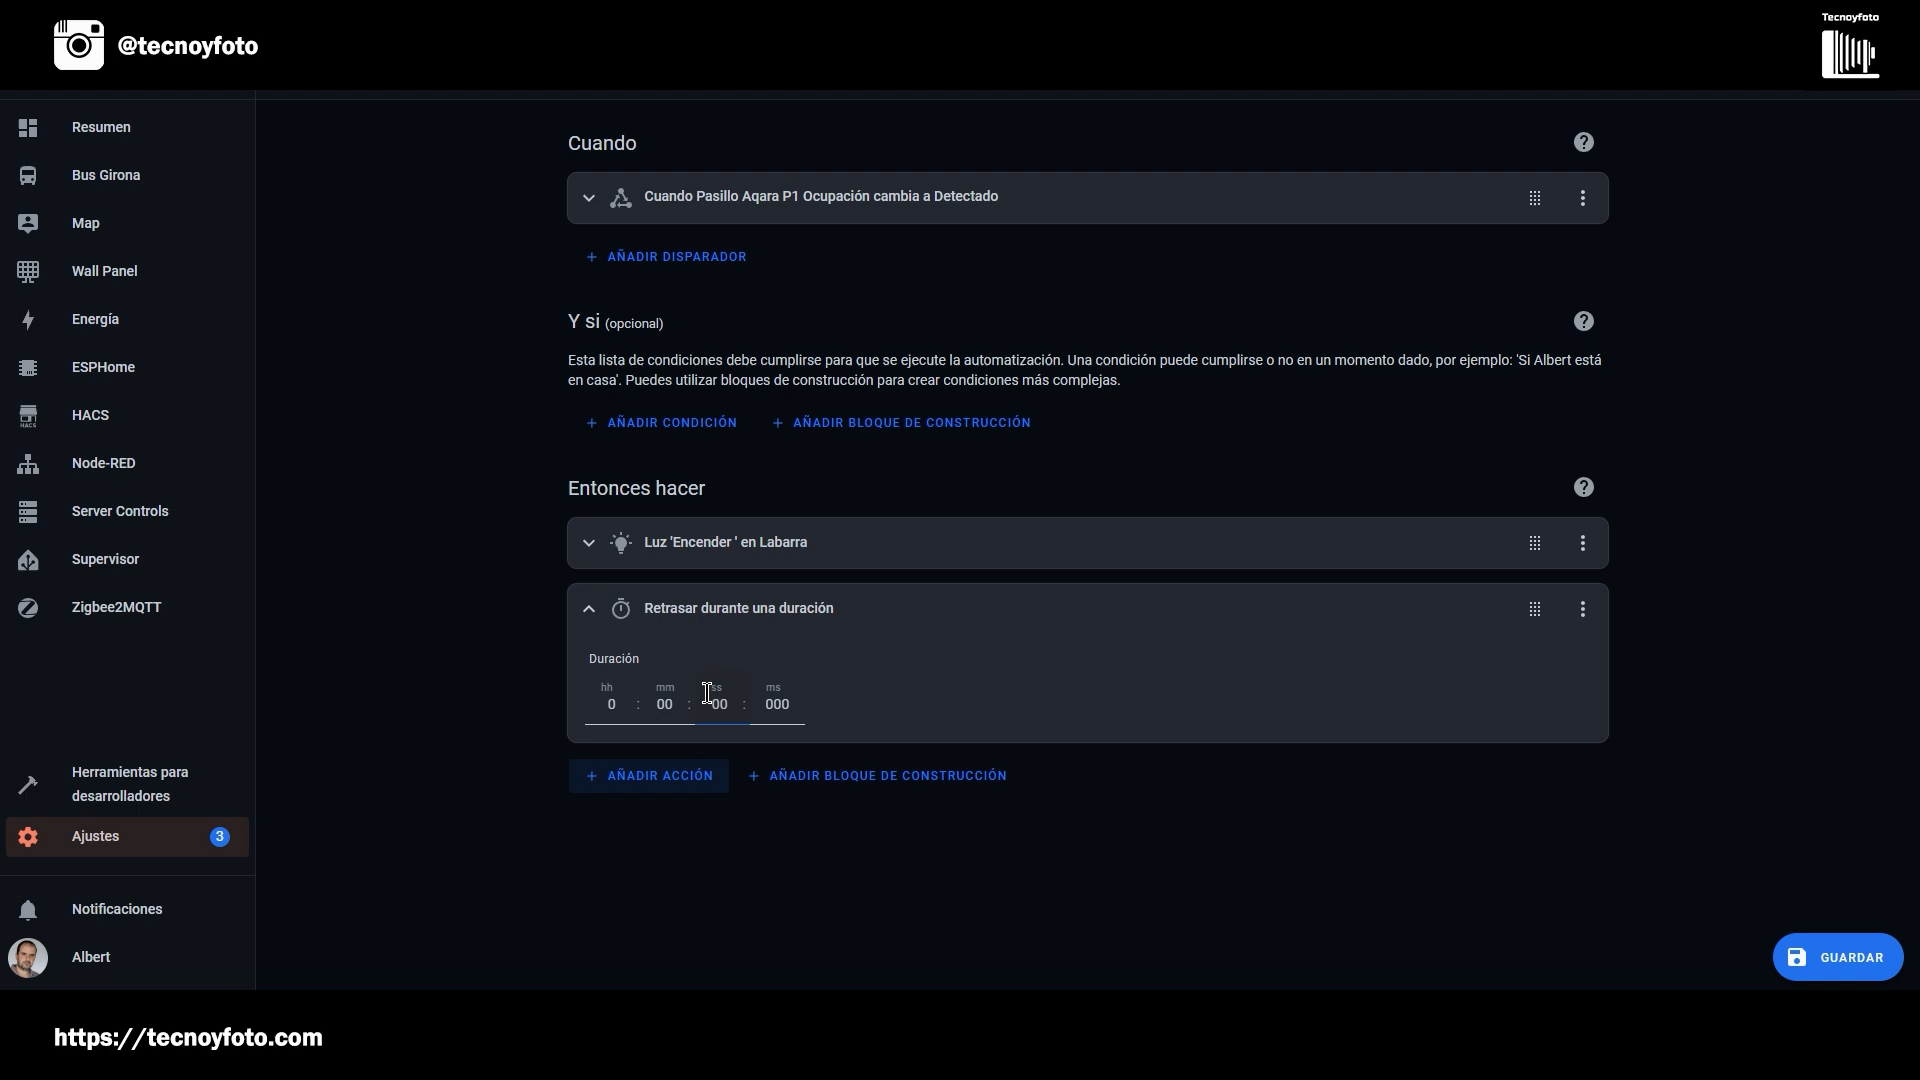 @tecnoyfoto
Tecnoyfoto
Resumen
Bus Girona
Map
Wall Panel
Energía
ESPHome
HACS
HACS
Node-RED
Server Controls
Supervisor
Zigbee2MQTT
Herramientas para
desarrolladores
Ajustes
3
Notificaciones
Albert
Cuando
Cuando Pasillo Aqara P1 Ocupación cambia a Detectado
+ AÑADIR DISPARADOR
Y si (opcional)
Esta lista de condiciones debe cumplirse para que se ejecute la automatización. Una condición puede cumplirse o no en un momento dado, por ejemplo: 'Si Albert está
en casa'. Puedes utilizar bloques de construcción para crear condiciones más complejas.
+ AÑADIR CONDICIÓN + AÑADIR BLOQUE DE CONSTRUCCIÓN
Entonces hacer
Luz 'Encender ' en Labarra
Retrasar durante una duración
Duración
hh mm ss ms
0 : 00 : 00 : 000
+ AÑADIR ACCIÓN + AÑADIR BLOQUE DE CONSTRUCCIÓN
GUARDAR
https://tecnoyfoto.com